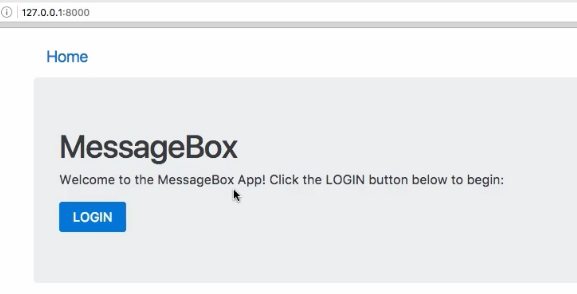 127.0.0.1:8000
Home
MessageBox
Welcome to the MessageBox App! Click the LOGIN button below to begin:
LOGIN